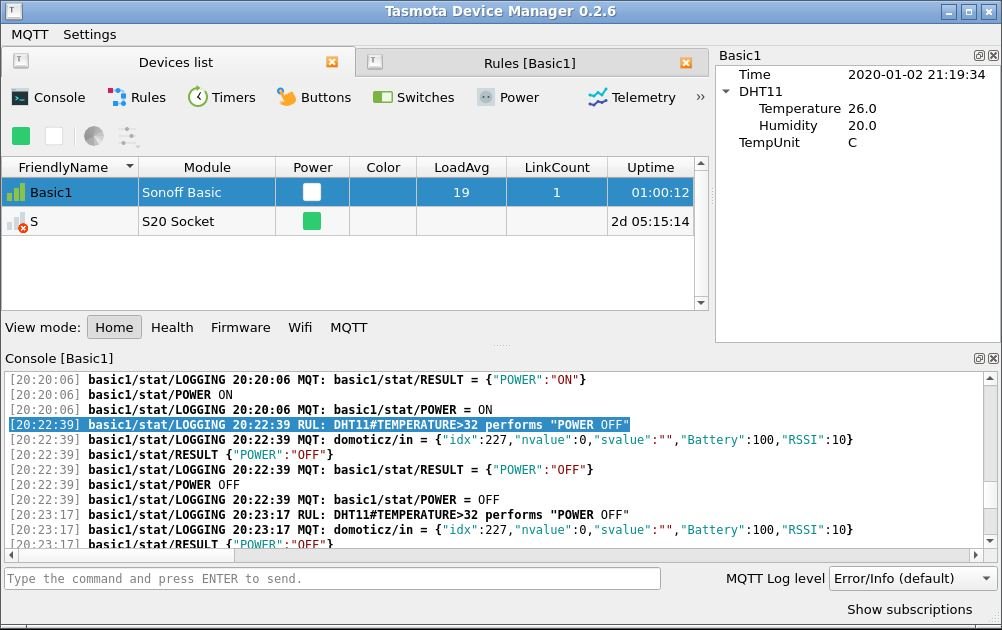 Tasmota Device Manager 0.2.6
MQTT Settings
Devices list Rules [Basic1]
Console Rules Timers Buttons Switches Power Telemetry »
FriendlyName Module Power Color LoadAvg LinkCount Uptime
Basic1 Sonoff Basic 19 1 01:00:12
S S20 Socket 2d 05:15:14
View mode: Home Health Firmware Wifi MQTT
Basic1
Time 2020-01-02 21:19:34
DHT11
Temperature 26.0
Humidity 20.0
TempUnit C
Console [Basic1]
[20:20:06] basic1/stat/LOGGING 20:20:06 MQT: basic1/stat/RESULT = {"POWER":"ON"}
[20:20:06] basic1/stat/POWER ON
[20:20:06] basic1/stat/LOGGING 20:20:06 MQT: basic1/stat/POWER = ON
[20:22:39] basic1/stat/LOGGING 20:22:39 RUL: DHT11#TEMPERATURE>32 performs "POWER OFF"
[20:22:39] basic1/stat/LOGGING 20:22:39 MQT: domoticz/in = {"idx":227,"nvalue":0,"svalue":"","Battery":100,"RSSI":10}
[20:22:39] basic1/stat/RESULT {"POWER":"OFF"}
[20:22:39] basic1/stat/LOGGING 20:22:39 MQT: basic1/stat/RESULT = {"POWER":"OFF"}
[20:22:39] basic1/stat/POWER OFF
[20:22:39] basic1/stat/LOGGING 20:22:39 MQT: basic1/stat/POWER = OFF
[20:23:17] basic1/stat/LOGGING 20:23:17 RUL: DHT11#TEMPERATURE>32 performs "POWER OFF"
[20:23:17] basic1/stat/LOGGING 20:23:17 MQT: domoticz/in = {"idx":227,"nvalue":0,"svalue":"","Battery":100,"RSSI":10}
[20:23:17] basic1/stat/RESULT {"POWER":"OFF"}
Type the command and press ENTER to send. MQTT Log level Error/Info (default)
Show subscriptions